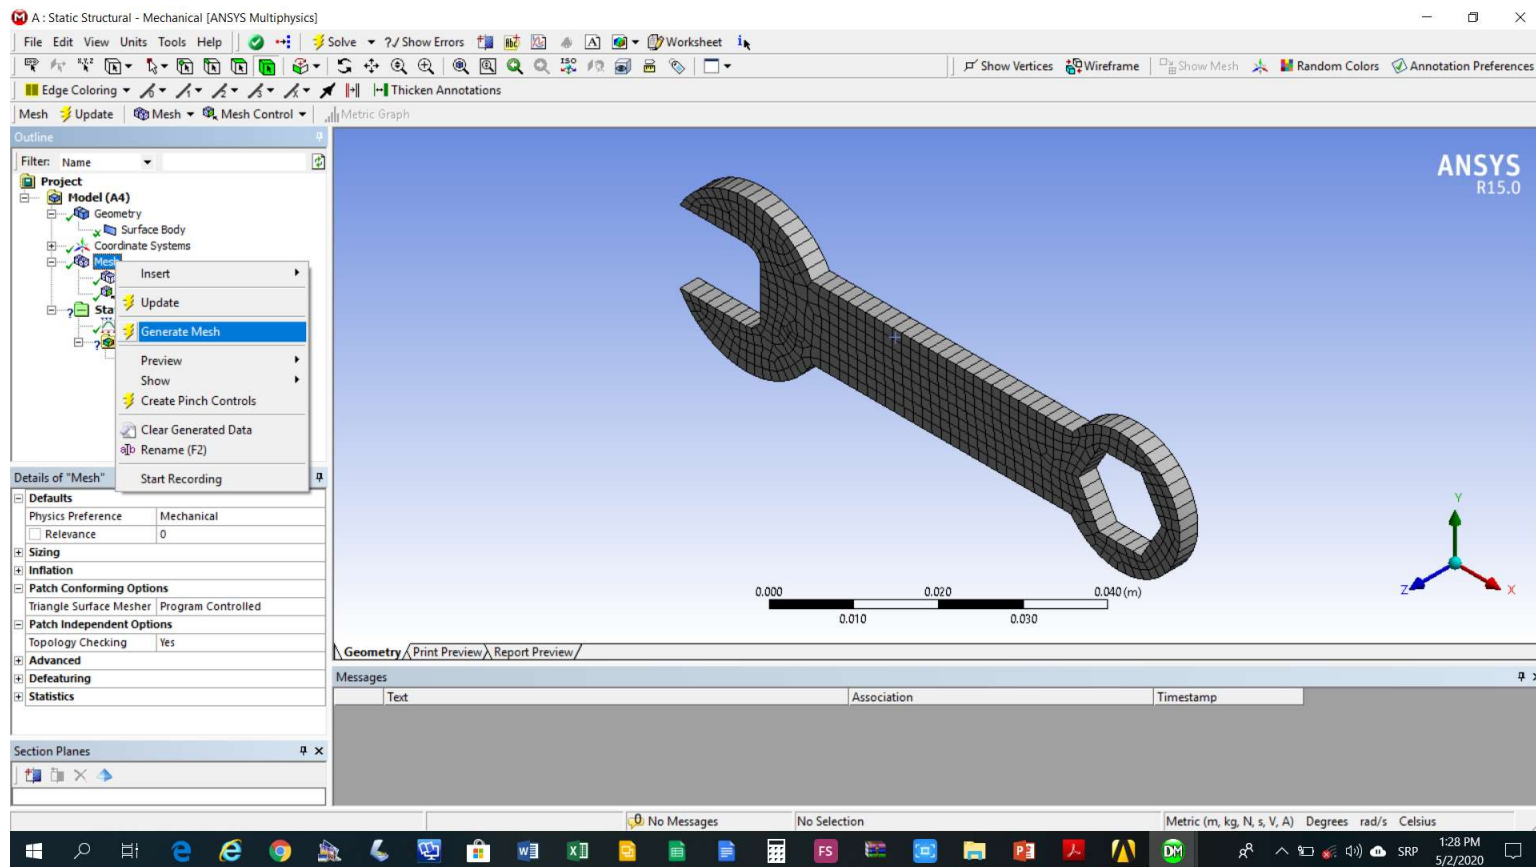 A : Static Structural - Mechanical [ANSYS Multiphysics]
File Edit View Units Tools Help Solve ?/ Show Errors Worksheet
Show Vertices Wireframe Show Mesh Random Colors Annotation Preferences
Edge Coloring Thicken Annotations
Mesh Update Mesh Mesh Control Metric Graph
Outline
Filter: Name
Project
Model (A4)
Geometry
Surface Body
Coordinate Systems
Mesh
Sta
Insert
Update
Generate Mesh
Preview
Show
Create Pinch Controls
Clear Generated Data
Rename (F2)
Start Recording
ANSYS
R15.0
Details of "Mesh"
Defaults
Physics Preference Mechanical
Relevance 0
Sizing
Inflation
Patch Conforming Options
Triangle Surface Mesher Program Controlled
Patch Independent Options
Topology Checking Yes
Advanced
Defeaturing
Statistics
0.000 0.020 0.040 (m)
0.010 0.030
Y
Z X
Geometry Print Preview Report Preview
Messages
Text Association Timestamp
Section Planes
0 No Messages No Selection Metric (m, kg, N, s, V, A) Degrees rad/s Celsius
FS DM SRP 1:28 PM
5/2/2020